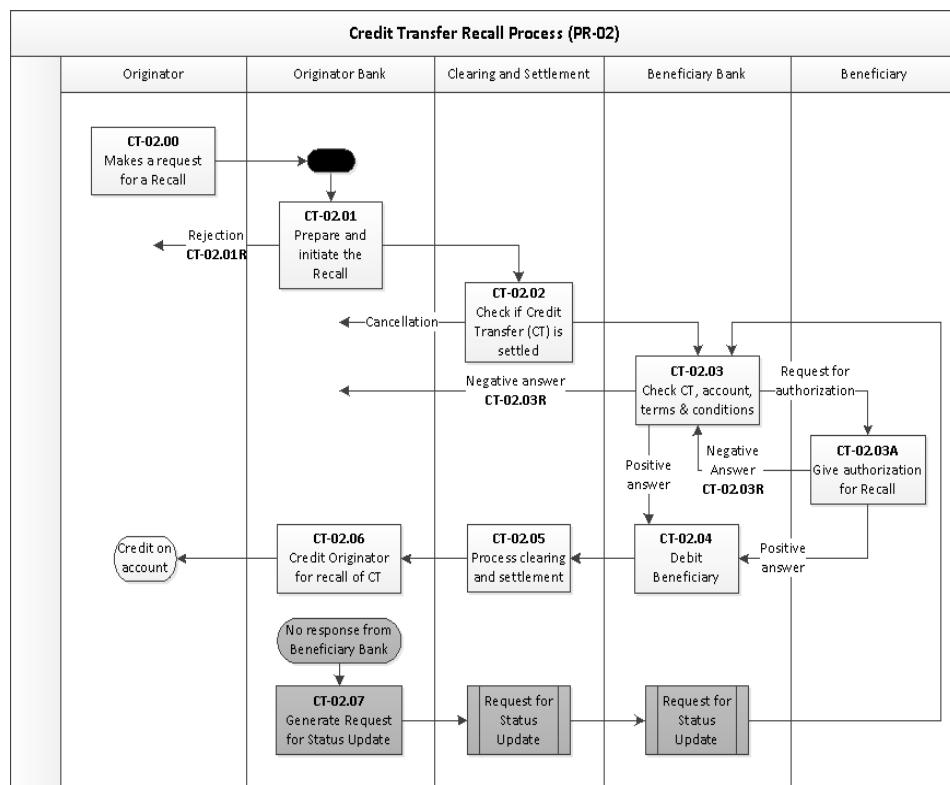 Credit Transfer Recall Process (PR-02)
Originator
Originator Bank
Clearing and Settlement
Beneficiary Bank
Beneficiary
CT-02.00
Makes a request
for a Recall
CT-02.01
Prepare and
initiate the
Recall
Rejection
CT-02.01R
CT-02.02
Check if Credit
Transfer (CT) is
settled
Cancellation
CT-02.03
Check CT, account,
terms & conditions
Negative answer
CT-02.03R
Request for
authorization
CT-02.03A
Give authorization
for Recall
Negative
Answer
CT-02.03R
Positive
answer
Positive
answer
CT-02.04
Debit
Beneficiary
CT-02.05
Process clearing
and settlement
CT-02.06
Credit Originator
for recall of CT
Credit on
account
No response from
Beneficiary Bank
CT-02.07
Generate Request
for Status Update
Request for
Status
Update
Request for
Status
Update